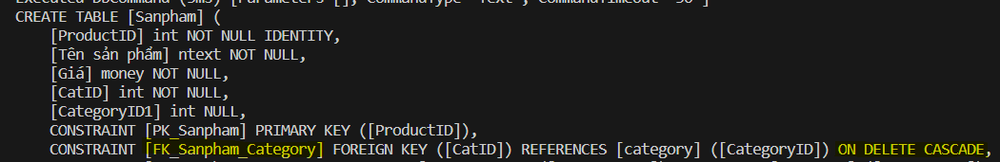 Executed DbCommand (5ms) [Parameters=[], CommandType='Text', CommandTimeout='30']
CREATE TABLE [Sanpham] (
[ProductID] int NOT NULL IDENTITY,
[Tên sản phẩm] ntext NOT NULL,
[Giá] money NOT NULL,
[CatID] int NOT NULL,
[CategoryID1] int NULL,
CONSTRAINT [PK_Sanpham] PRIMARY KEY ([ProductID]),
CONSTRAINT [FK_Sanpham_Category] FOREIGN KEY ([CatID]) REFERENCES [category] ([CategoryID]) ON DELETE CASCADE,